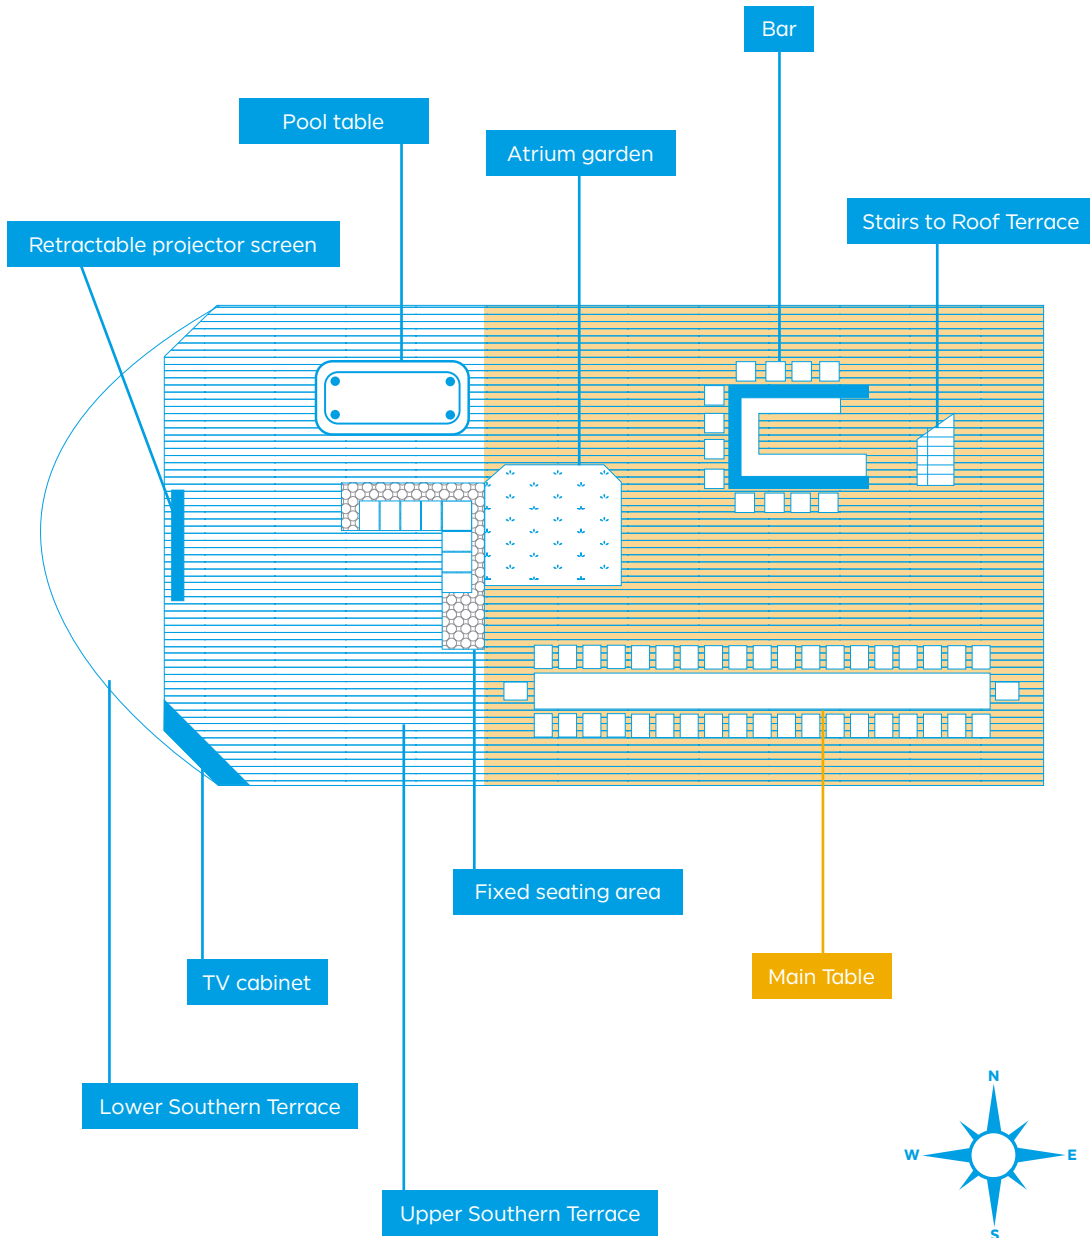 Bar
Pool table
Atrium garden
Stairs to Roof Terrace
Retractable projector screen
Fixed seating area
Main Table
TV cabinet
Lower Southern Terrace
Upper Southern Terrace
N
W
E
S